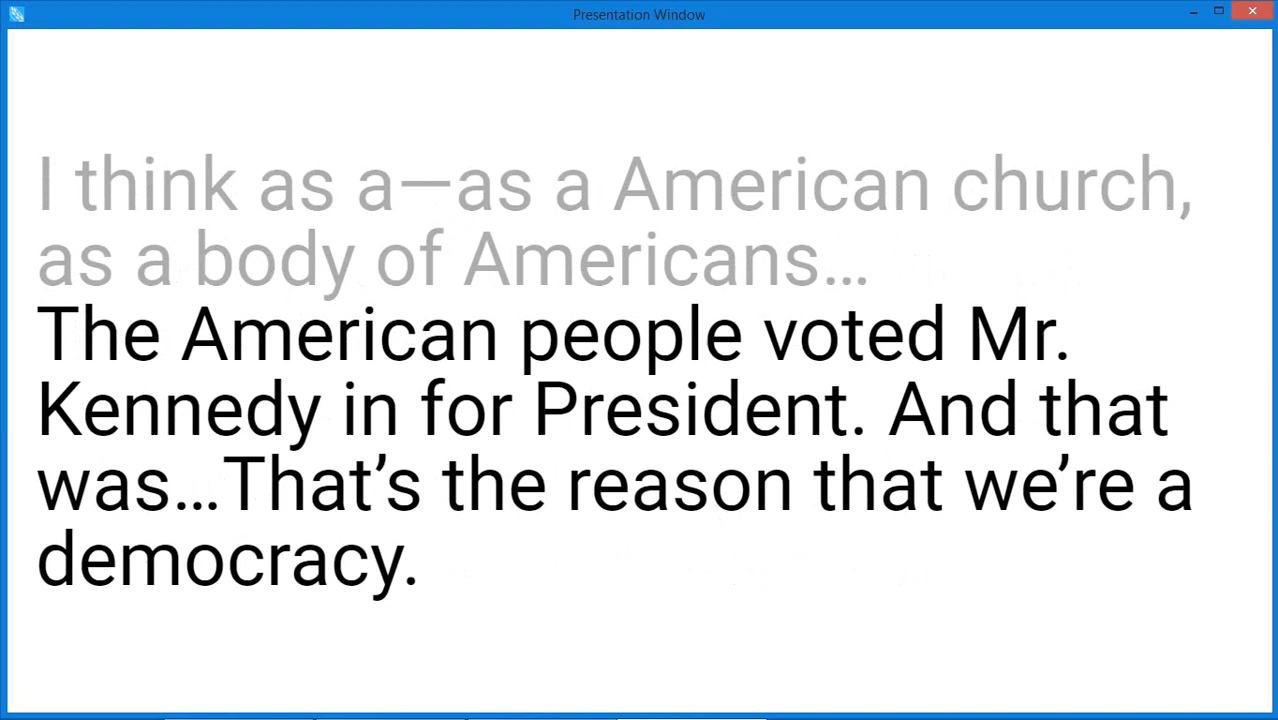 Presentation Window
I think as a—as a American church,
as a body of Americans…
The American people voted Mr.
Kennedy in for President. And that
was…That’s the reason that we’re a
democracy.